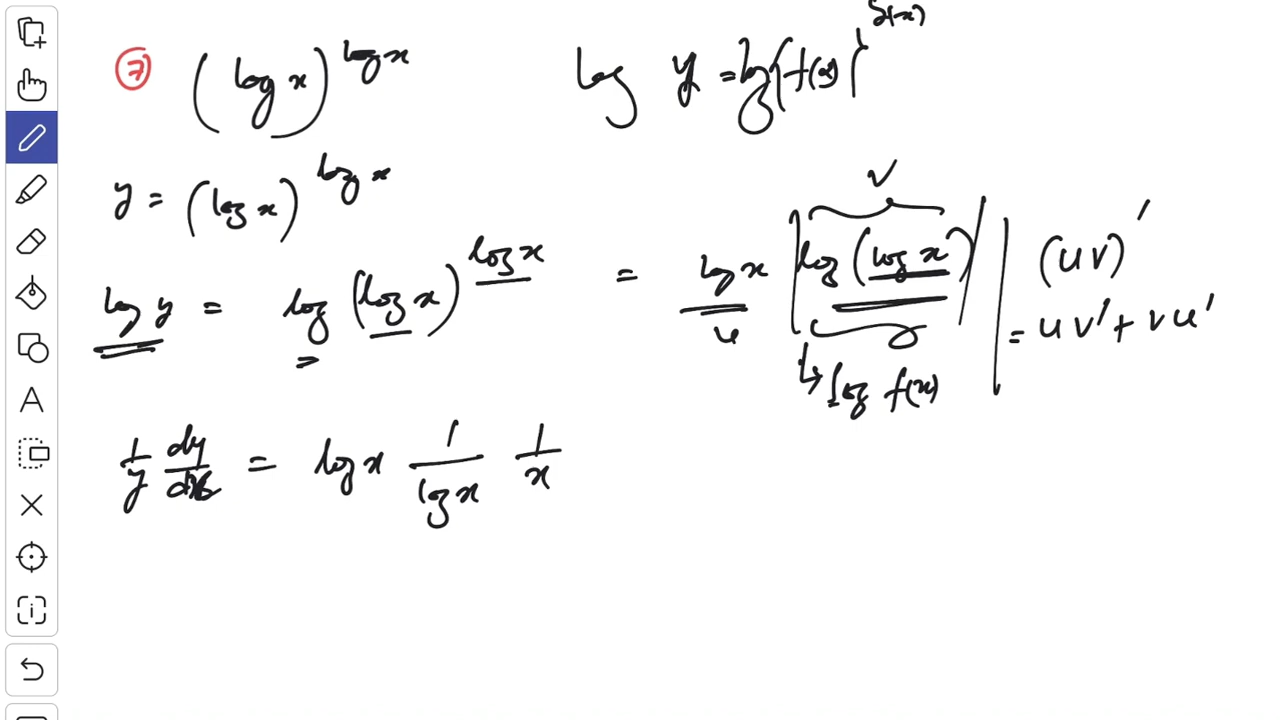 ⑦ (log x)^{log x}
log y = log {f(x)}^{g(x)}
y = (log x)^{log x}
log y = log (log x)^{log x} = log x [log (log x)]
v
u
↳ log f(x)
(uv)'
= uv' + vu'
1/y dy/dx = log x 1/log x 1/x
A